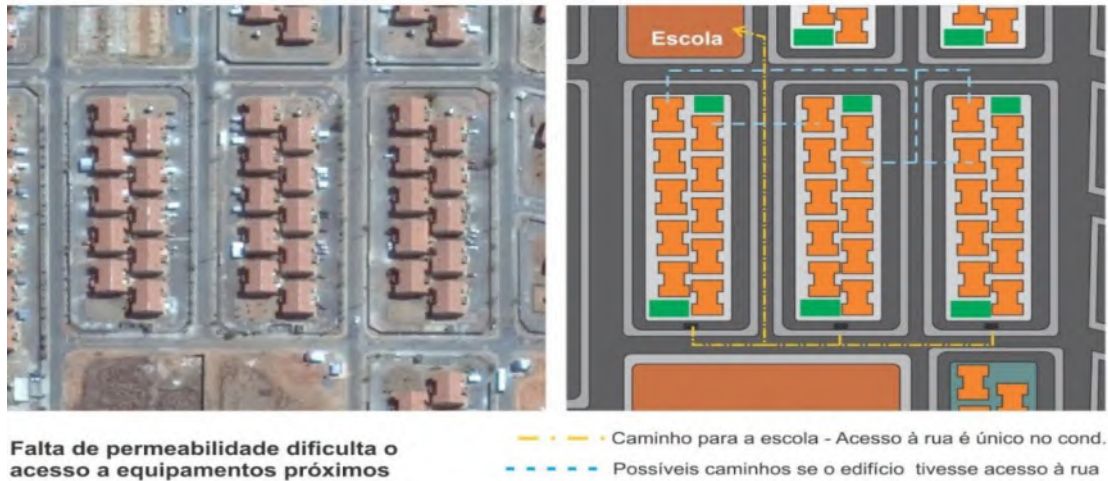 Escola
Falta de permeabilidade dificulta o
acesso a equipamentos próximos
Caminho para a escola - Acesso à rua é único no cond.
Possíveis caminhos se o edifício tivesse acesso à rua